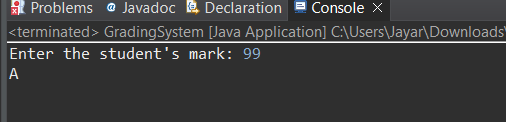 Problems @ Javadoc Declaration Console ×
<terminated> GradingSystem [Java Application] C:\Users\Jayar\Downloads\
Enter the student's mark: 99
A